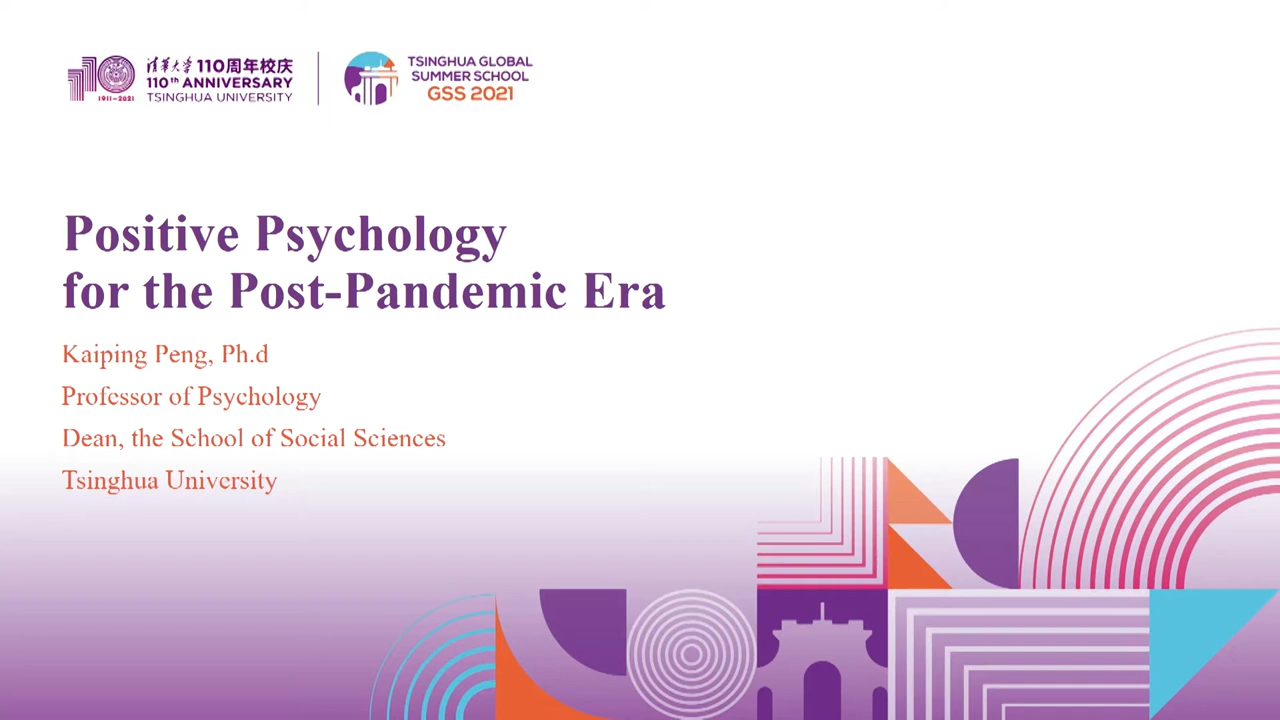 清华大学 110周年校庆
110th ANNIVERSARY
TSINGHUA UNIVERSITY
1911-2021
TSINGHUA GLOBAL
SUMMER SCHOOL
GSS 2021
Positive Psychology
for the Post-Pandemic Era
Kaiping Peng, Ph.d
Professor of Psychology
Dean, the School of Social Sciences
Tsinghua University